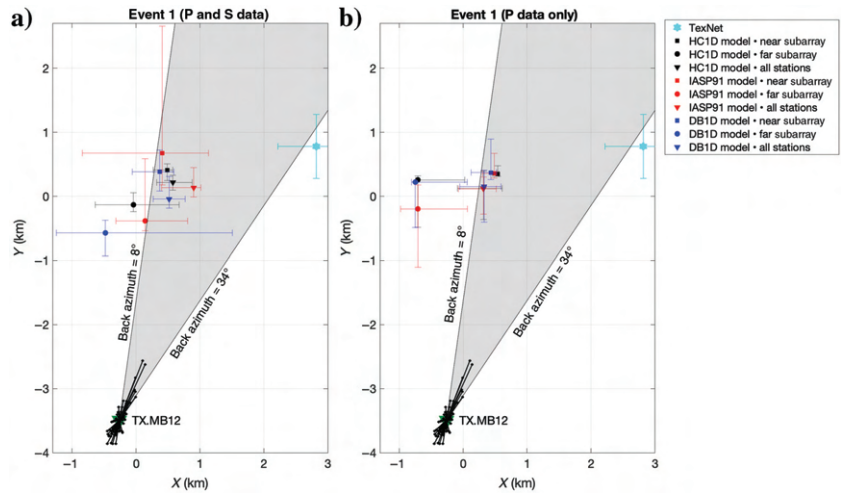 a)
Event 1 (P and S data)
2
1
0
−1
−2
−3
−4
Y (km)
Back azimuth = 8°
Back azimuth = 34°
TX.MB12
−1
0
1
2
3
X (km)
b)
Event 1 (P data only)
2
1
0
−1
−2
−3
−4
Y (km)
Back azimuth = 8°
Back azimuth = 34°
TX.MB12
−1
0
1
2
3
X (km)
TexNet
HC1D model • near subarray
HC1D model • far subarray
HC1D model • all stations
IASP91 model • near subarray
IASP91 model • far subarray
IASP91 model • all stations
DB1D model • near subarray
DB1D model • far subarray
DB1D model • all stations